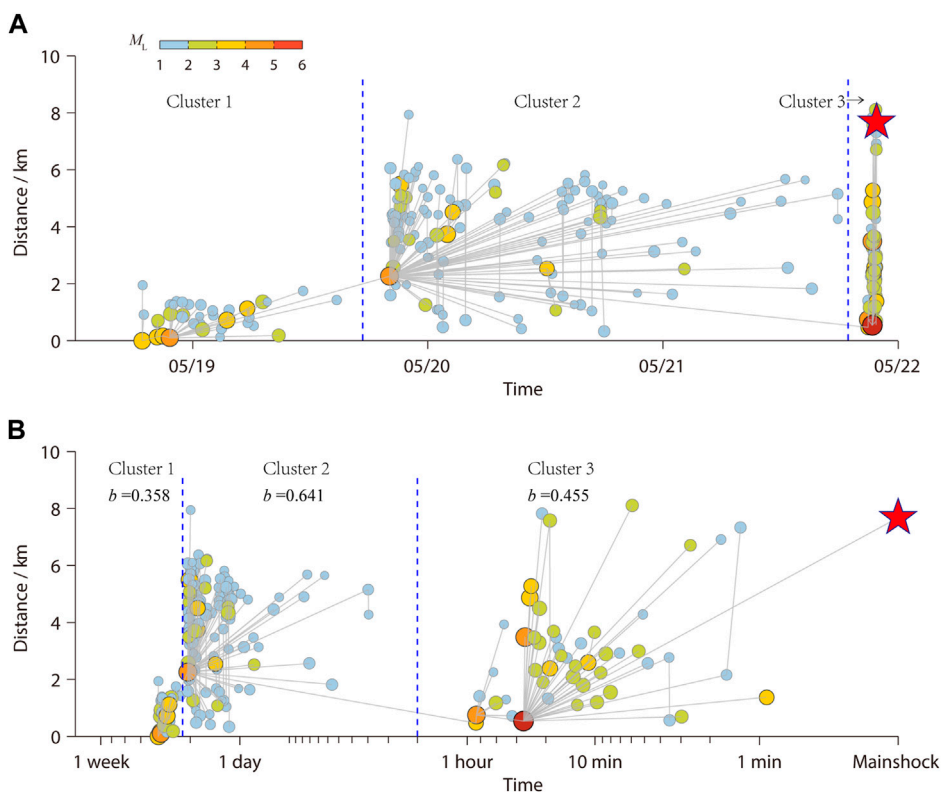 A
M_L
1 2 3 4 5 6
Cluster 1
Cluster 2
Cluster 3
10
8
6
4
2
0
Distance / km
05/19 05/20 05/21 05/22
Time
B
Cluster 1
b =0.358
Cluster 2
b =0.641
Cluster 3
b =0.455
10
8
6
4
2
0
Distance / km
1 week 1 day 1 hour 10 min 1 min Mainshock
Time